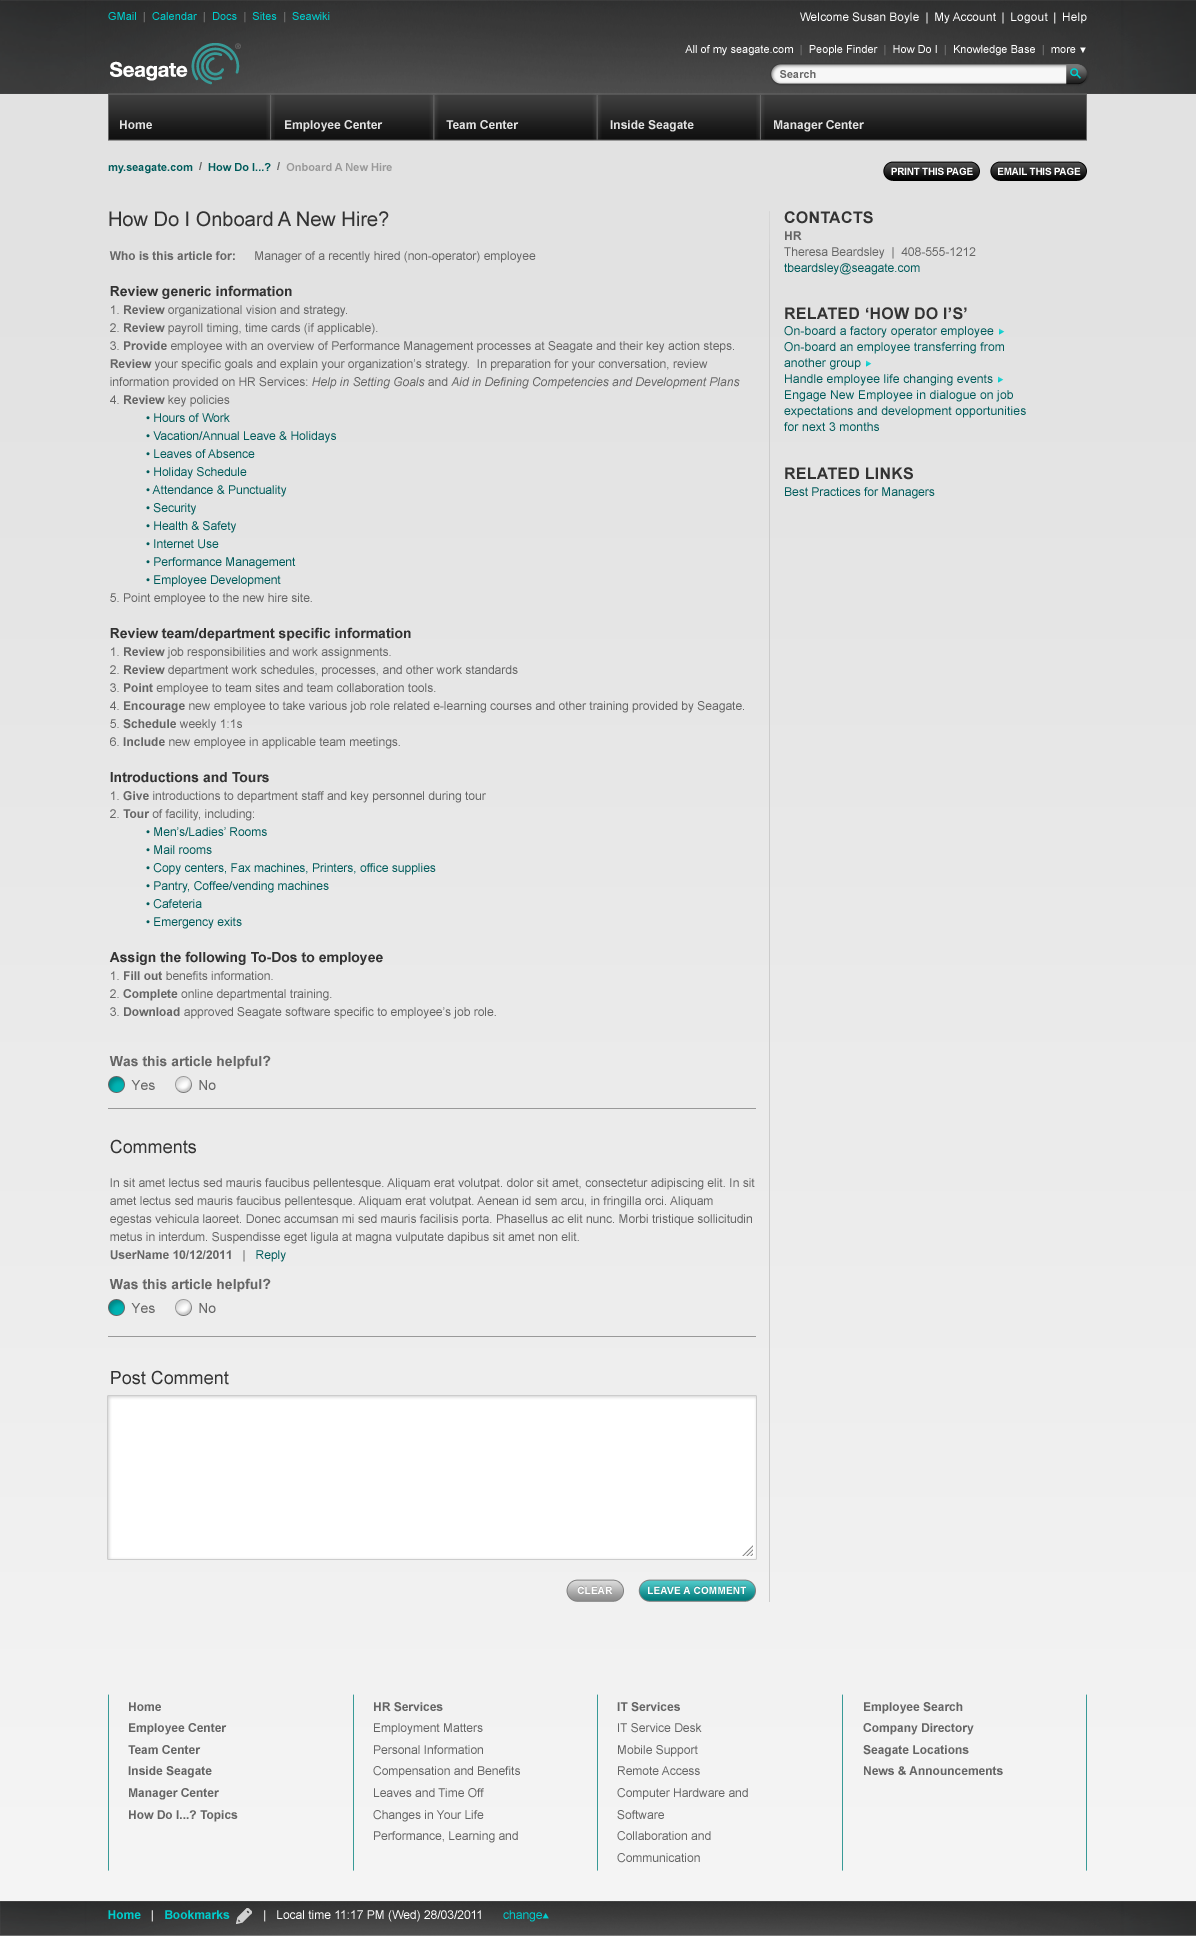 GMail | Calendar | Docs | Sites | Seawiki
Welcome Susan Boyle | My Account | Logout | Help
All of my seagate.com | People Finder | How Do I | Knowledge Base | more ▼
Seagate®
Search
Home
Employee Center
Team Center
Inside Seagate
Manager Center
my.seagate.com / How Do I...? / Onboard A New Hire
PRINT THIS PAGE
EMAIL THIS PAGE
How Do I Onboard A New Hire?
Who is this article for: Manager of a recently hired (non-operator) employee
Review generic information
1. Review organizational vision and strategy.
2. Review payroll timing, time cards (if applicable).
3. Provide employee with an overview of Performance Management processes at Seagate and their key action steps.
Review your specific goals and explain your organization's strategy. In preparation for your conversation, review
information provided on HR Services: Help in Setting Goals and Aid in Defining Competencies and Development Plans
4. Review key policies
• Hours of Work
• Vacation/Annual Leave & Holidays
• Leaves of Absence
• Holiday Schedule
• Attendance & Punctuality
• Security
• Health & Safety
• Internet Use
• Performance Management
• Employee Development
5. Point employee to the new hire site.
Review team/department specific information
1. Review job responsibilities and work assignments.
2. Review department work schedules, processes, and other work standards
3. Point employee to team sites and team collaboration tools.
4. Encourage new employee to take various job role related e-learning courses and other training provided by Seagate.
5. Schedule weekly 1:1s
6. Include new employee in applicable team meetings.
Introductions and Tours
1. Give introductions to department staff and key personnel during tour
2. Tour of facility, including:
• Men's/Ladies' Rooms
• Mail rooms
• Copy centers, Fax machines, Printers, office supplies
• Pantry, Coffee/vending machines
• Cafeteria
• Emergency exits
Assign the following To-Dos to employee
1. Fill out benefits information.
2. Complete online departmental training.
3. Download approved Seagate software specific to employee's job role.
Was this article helpful?
Yes No
Comments
In sit amet lectus sed mauris faucibus pellentesque. Aliquam erat volutpat. dolor sit amet, consectetur adipiscing elit. In sit
amet lectus sed mauris faucibus pellentesque. Aliquam erat volutpat. Aenean id sem arcu, in fringilla orci. Aliquam
egestas vehicula laoreet. Donec accumsan mi sed mauris facilisis porta. Phasellus ac elit nunc. Morbi tristique sollicitudin
metus in interdum. Suspendisse eget ligula at magna vulputate dapibus sit amet non elit.
UserName 10/12/2011 | Reply
Was this article helpful?
Yes No
Post Comment
CLEAR
LEAVE A COMMENT
CONTACTS
HR
Theresa Beardsley | 408-555-1212
tbeardsley@seagate.com
RELATED 'HOW DO I'S'
On-board a factory operator employee
On-board an employee transferring from
another group
Handle employee life changing events
Engage New Employee in dialogue on job
expectations and development opportunities
for next 3 months
RELATED LINKS
Best Practices for Managers
Home
Employee Center
Team Center
Inside Seagate
Manager Center
How Do I...? Topics
HR Services
Employment Matters
Personal Information
Compensation and Benefits
Leaves and Time Off
Changes in Your Life
Performance, Learning and
IT Services
IT Service Desk
Mobile Support
Remote Access
Computer Hardware and
Software
Collaboration and
Communication
Employee Search
Company Directory
Seagate Locations
News & Announcements
Home | Bookmarks | Local time 11:17 PM (Wed) 28/03/2011 change